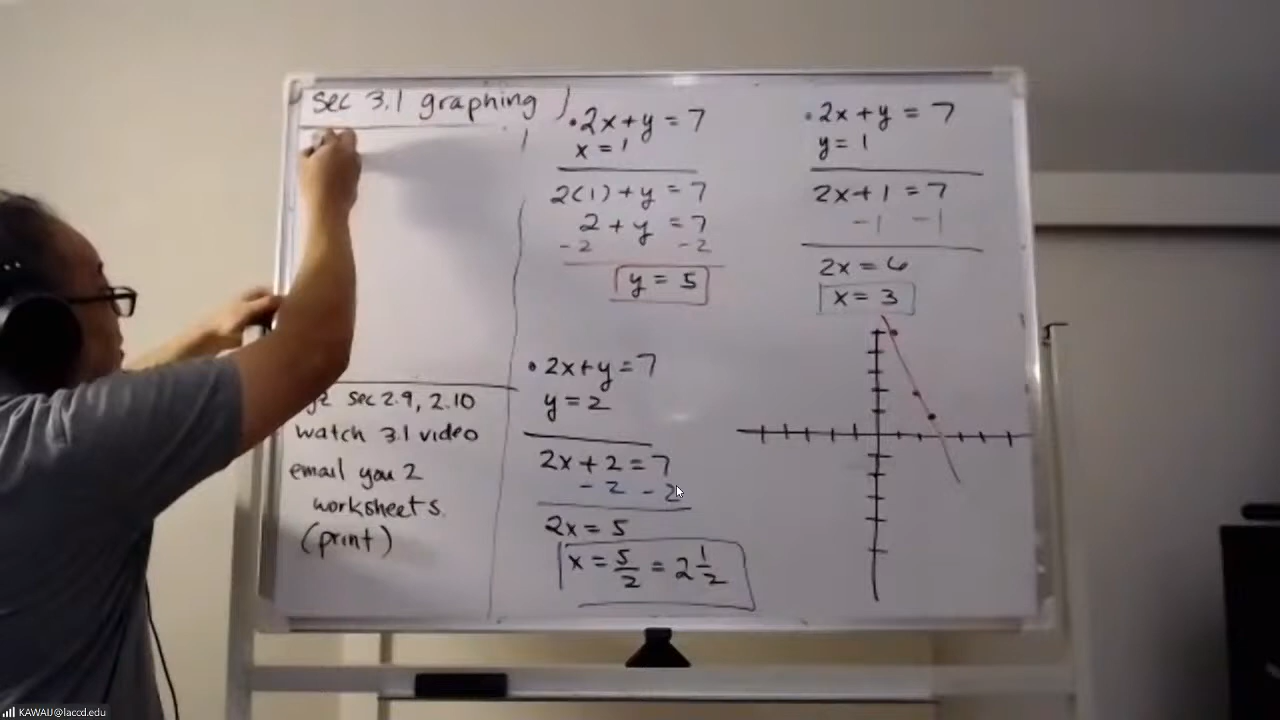 sec 3.1 graphing
sec 2.9, 2.10
watch 3.1 video
email you 2
worksheets.
(print)
• 2x+y = 7
x = 1
2(1) + y = 7
2 + y = 7
-2 -2
y = 5
• 2x+y = 7
y = 2
2x + 2 = 7
- 2 - 2
2x = 5
x = 5/2 = 2 1/2
• 2x+y = 7
y = 1
2x + 1 = 7
-1 -1
2x = 6
x = 3
KAWAIJ@laccd.edu